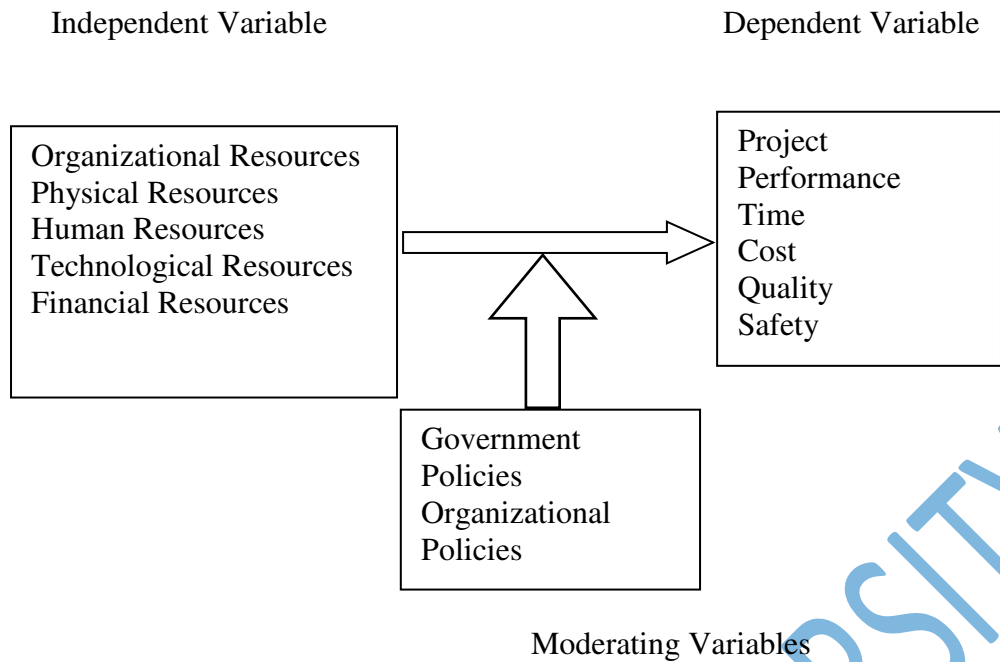 Independent Variable
Dependent Variable
Organizational Resources
Physical Resources
Human Resources
Technological Resources
Financial Resources
Project
Performance
Time
Cost
Quality
Safety
Government
Policies
Organizational
Policies
Moderating Variables